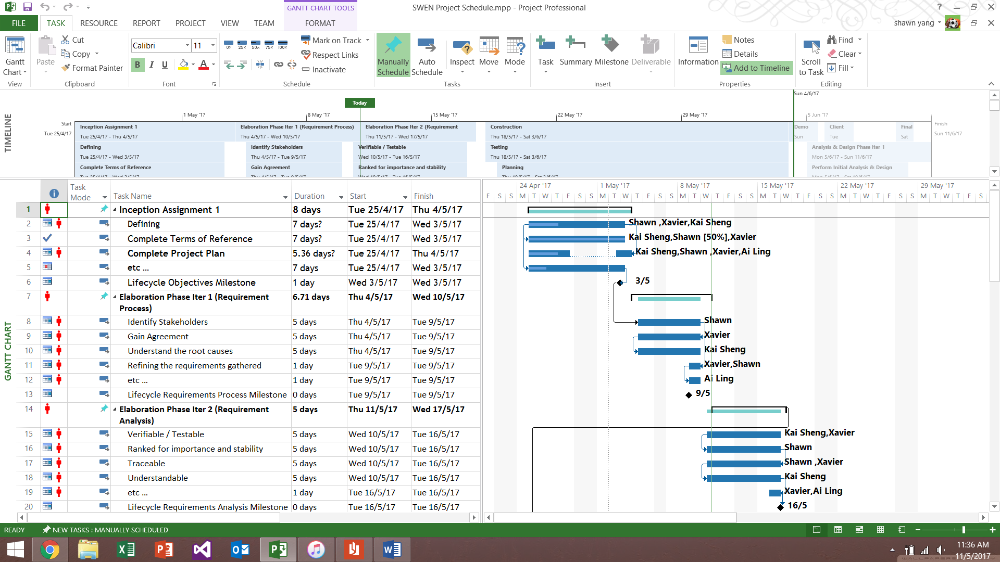 GANTT CHART TOOLS
SWEN Project Schedule.mpp - Project Professional
?
FILE TASK RESOURCE REPORT PROJECT VIEW TEAM FORMAT
shawn yang
Gantt Chart
View
Paste
Cut
Copy
Format Painter
Clipboard
Calibri 11
B I U A
Font
0% 25% 50% 75% 100%
Mark on Track
Respect Links
Inactivate
Schedule
Manually Schedule
Auto Schedule
Inspect
Move
Mode
Tasks
Task
Summary
Milestone
Deliverable
Insert
Information
Notes
Details
Add to Timeline
Properties
Scroll to Task
Find
Clear
Fill
Editing
TIMELINE
Today
Sun 4/6/17
1 May '17 8 May '17 15 May '17 22 May '17 29 May '17 5 Jun '17
Start
Tue 25/4/17
Finish
Sun 11/6/17
Inception Assignment 1
Tue 25/4/17 - Thu 4/5/17
Elaboration Phase Iter 1 (Requirement Process)
Thu 4/5/17 - Wed 10/5/17
Elaboration Phase Iter 2 (Requirement
Thu 11/5/17 - Wed 17/5/17
Construction
Thu 18/5/17 - Sat 3/6/17
Demo
Sun
Client
Tue
Final
Sat
Defining
Tue 25/4/17 - Wed 3/5/17
Identify Stakeholders
Thu 4/5/17 - Tue 9/5/17
Verifiable / Testable
Wed 10/5/17 - Tue 16/5/17
Testing
Thu 18/5/17 - Sat 3/6/17
Analysis & Design Phase Iter 1
Mon 5/6/17 - Sun 11/6/17
Complete Terms of Reference
Gain Agreement
Ranked for importance and stability
Planning
Perform Initial Analysis & Design
GANTT CHART
Task Mode Task Name Duration Start Finish
24 Apr '17 1 May '17 8 May '17 15 May '17 22 May '17 29 May '17
F S S M T W T F S S M T W T F S S M T W T F S S M T W T F S S M T W T F S S M T W T F S
1 Inception Assignment 1 8 days Tue 25/4/17 Thu 4/5/17
2 Defining 7 days? Tue 25/4/17 Wed 3/5/17 Shawn ,Xavier,Kai Sheng
3 Complete Terms of Reference 7 days? Tue 25/4/17 Wed 3/5/17 Kai Sheng,Shawn [50%],Xavier
4 Complete Project Plan 5.36 days? Tue 25/4/17 Thu 4/5/17 Kai Sheng,Shawn ,Xavier,Ai Ling
5 etc ... 7 days Tue 25/4/17 Wed 3/5/17
6 Lifecycle Objectives Milestone 1 day Wed 3/5/17 Wed 3/5/17 3/5
7 Elaboration Phase Iter 1 (Requirement 6.71 days Thu 4/5/17 Wed 10/5/17
Process)
8 Identify Stakeholders 5 days Thu 4/5/17 Tue 9/5/17 Shawn
9 Gain Agreement 5 days Thu 4/5/17 Tue 9/5/17 Xavier
10 Understand the root causes 5 days Thu 4/5/17 Tue 9/5/17 Kai Sheng
11 Refining the requirements gathered 1 day Tue 9/5/17 Tue 9/5/17 Xavier,Shawn
12 etc ... 1 day Tue 9/5/17 Tue 9/5/17 Ai Ling
13 Lifecycle Requirements Process Milestone 0 days Tue 9/5/17 Tue 9/5/17 9/5
14 Elaboration Phase Iter 2 (Requirement 5 days Thu 11/5/17 Wed 17/5/17
Analysis)
15 Verifiable / Testable 5 days Wed 10/5/17 Tue 16/5/17 Kai Sheng,Xavier
16 Ranked for importance and stability 5 days Wed 10/5/17 Tue 16/5/17 Shawn
17 Traceable 5 days Wed 10/5/17 Tue 16/5/17 Shawn ,Xavier
18 Understandable 5 days Wed 10/5/17 Tue 16/5/17 Kai Sheng
19 etc ... 1 day Tue 16/5/17 Tue 16/5/17 Xavier,Ai Ling
20 Lifecycle Requirements Analysis Milestone 0 days Tue 16/5/17 Tue 16/5/17 16/5
READY NEW TASKS : MANUALLY SCHEDULED
11:36 AM
11/5/2017